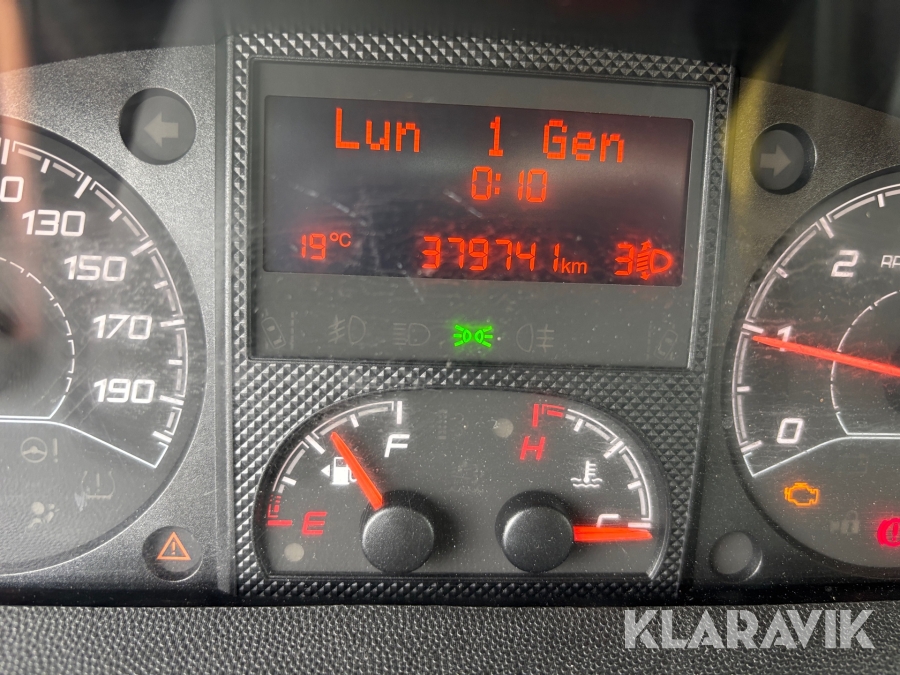 Lun 1 Gen
0:10
19°C 379741km 3
130
150
170
190
2
1
0
F
E
H
C
KLARAVIK